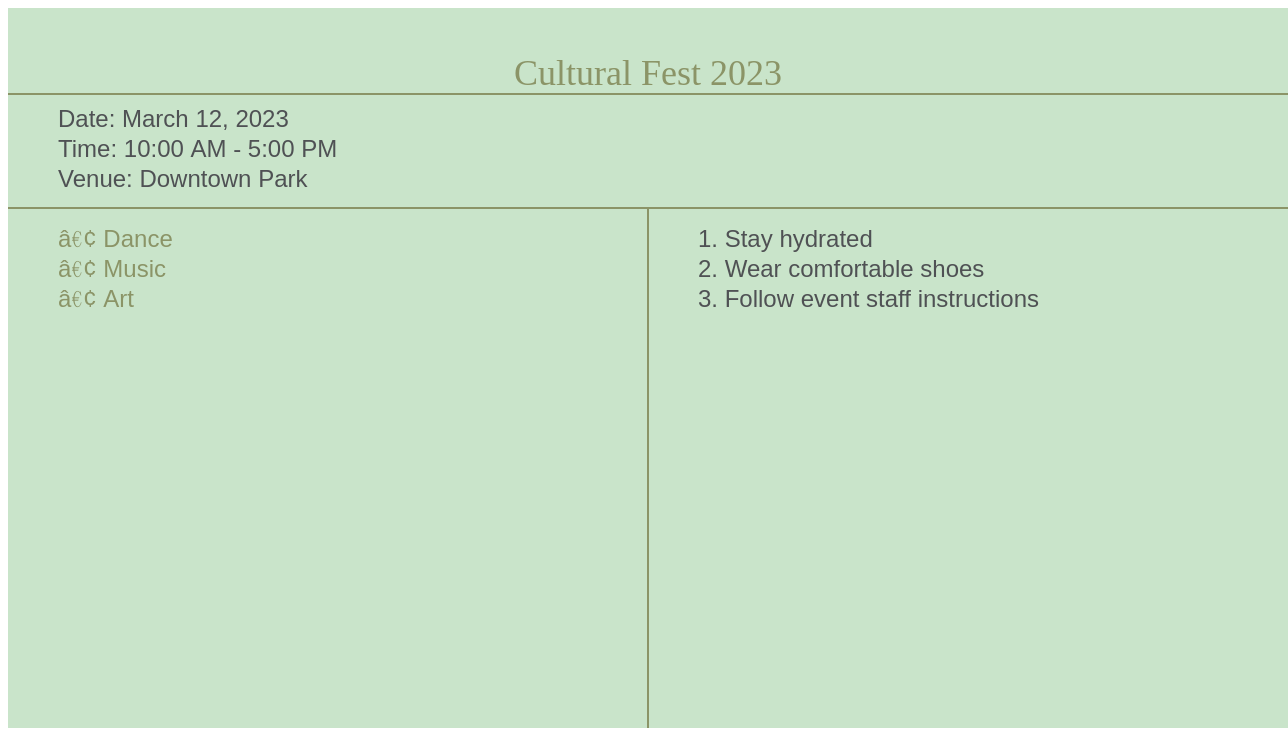 Cultural Fest 2023
Date: March 12, 2023
Time: 10:00 AM - 5:00 PM
Venue: Downtown Park
â€¢ Dance
â€¢ Music
â€¢ Art
1. Stay hydrated
2. Wear comfortable shoes
3. Follow event staff instructions